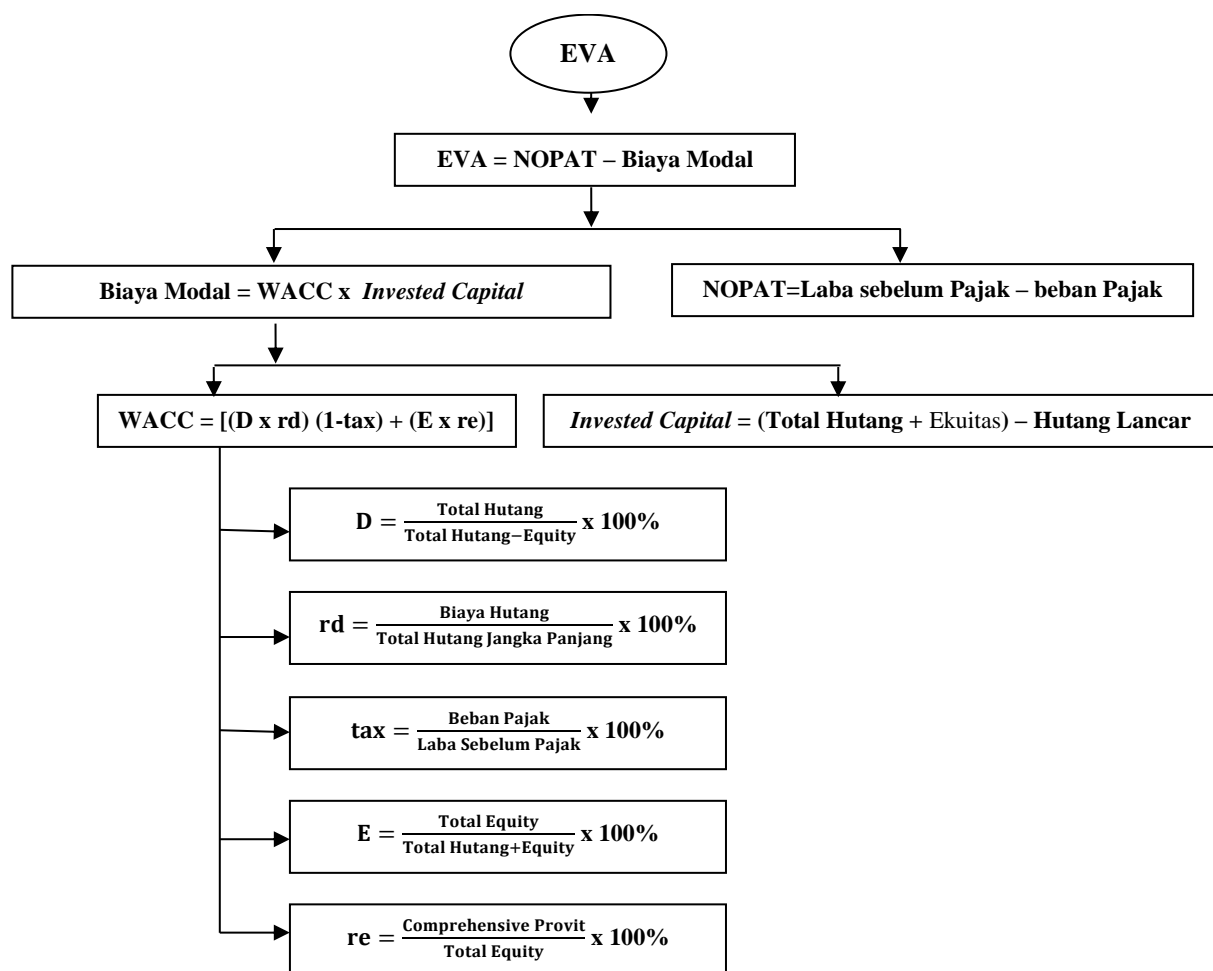 EVA
EVA = NOPAT – Biaya Modal
Biaya Modal = WACC x Invested Capital
NOPAT=Laba sebelum Pajak – beban Pajak
WACC = [(D x rd) (1-tax) + (E x re)]
Invested Capital = (Total Hutang + Ekuitas) – Hutang Lancar
D = Total Hutang / Total Hutang−Equity x 100%
rd = Biaya Hutang / Total Hutang Jangka Panjang x 100%
tax = Beban Pajak / Laba Sebelum Pajak x 100%
E = Total Equity / Total Hutang+Equity x 100%
re = Comprehensive Provit / Total Equity x 100%